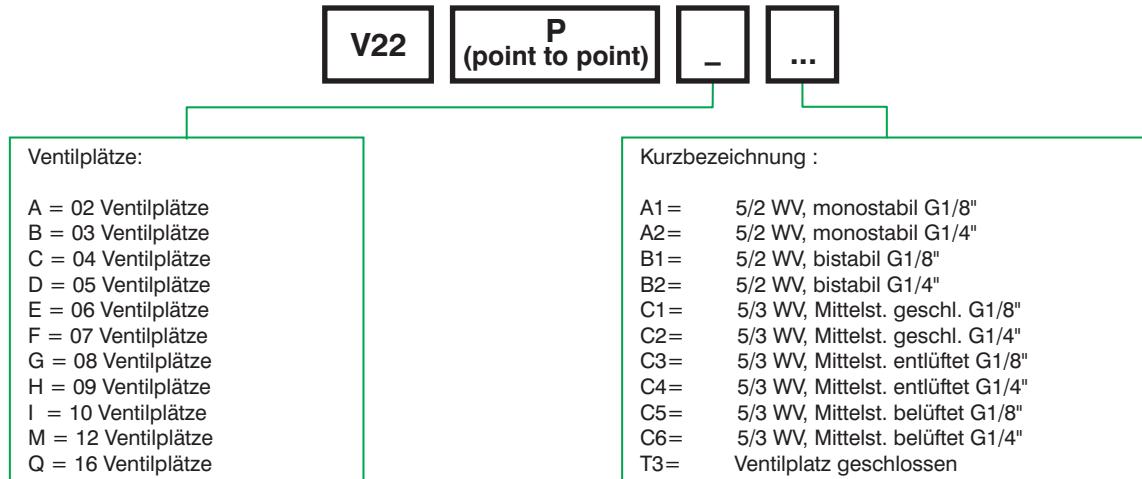 V22 P (point to point) _ ...
Ventilplätze:
A = 02 Ventilplätze
B = 03 Ventilplätze
C = 04 Ventilplätze
D = 05 Ventilplätze
E = 06 Ventilplätze
F = 07 Ventilplätze
G = 08 Ventilplätze
H = 09 Ventilplätze
I = 10 Ventilplätze
M = 12 Ventilplätze
Q = 16 Ventilplätze
Kurzbezeichnung :
A1= 5/2 WV, monostabil G1/8"
A2= 5/2 WV, monostabil G1/4"
B1= 5/2 WV, bistabil G1/8"
B2= 5/2 WV, bistabil G1/4"
C1= 5/3 WV, Mittelst. geschl. G1/8"
C2= 5/3 WV, Mittelst. geschl. G1/4"
C3= 5/3 WV, Mittelst. entlüftet G1/8"
C4= 5/3 WV, Mittelst. entlüftet G1/4"
C5= 5/3 WV, Mittelst. belüftet G1/8"
C6= 5/3 WV, Mittelst. belüftet G1/4"
T3= Ventilplatz geschlossen